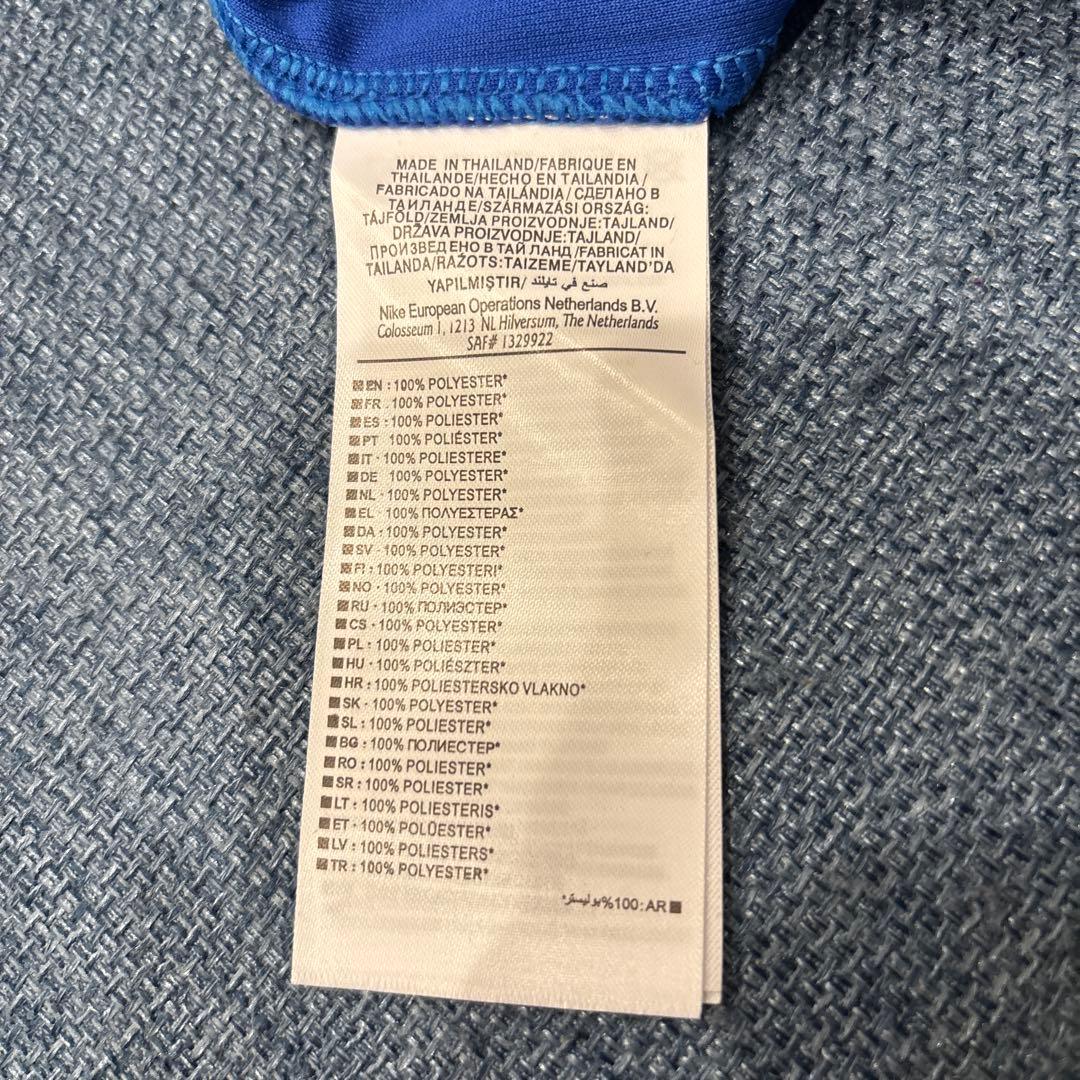 MADE IN THAILAND/FABRIQUE EN
THAILANDE/HECHO EN TAILANDIA/
FABRICADO NA TAILÂNDIA/СДЕЛАНО В
ТАИЛАНДЕ/SZÁRMAZÁSI ORSZÁG:
TÁJFÖLD/ZEMLJA PROIZVODNJE:TAJLAND/
DRŽAVA PROIZVODNJE:TAJLAND/
ПРОИЗВЕДЕНО В ТАЙЛАНД/FABRICAT IN
TAILANDA/RAŽOTS:TAIZEME/TAYLAND'DA
YAPILMIŞTIR/ صنع في تايلند
Nike European Operations Netherlands B.V.
Colosseum 1, 1213 NL Hilversum, The Netherlands
SAF# 1329922
EN : 100% POLYESTER*
FR : 100% POLYESTER*
ES : 100% POLIESTER*
PT : 100% POLIÉSTER*
IT : 100% POLIESTERE*
DE : 100% POLYESTER*
NL : 100% POLYESTER*
EL : 100% ΠΟΛΥΕΣΤΕΡΑΣ*
DA : 100% POLYESTER*
SV : 100% POLYESTER*
FI : 100% POLYESTERI*
NO : 100% POLYESTER*
RU : 100% ПОЛИЭСТЕР*
CS : 100% POLYESTER*
PL : 100% POLIESTER*
HU : 100% POLIÉSZTER*
HR : 100% POLIESTERSKO VLAKNO*
SK : 100% POLYESTER*
SL : 100% POLIESTER*
BG : 100% ПОЛИЕСТЕР*
RO : 100% POLIESTER*
SR : 100% POLIESTER*
LT : 100% POLIESTERIS*
ET : 100% POLÜESTER*
LV : 100% POLIESTERS*
TR : 100% POLYESTER*
AR:100%بوليستر*